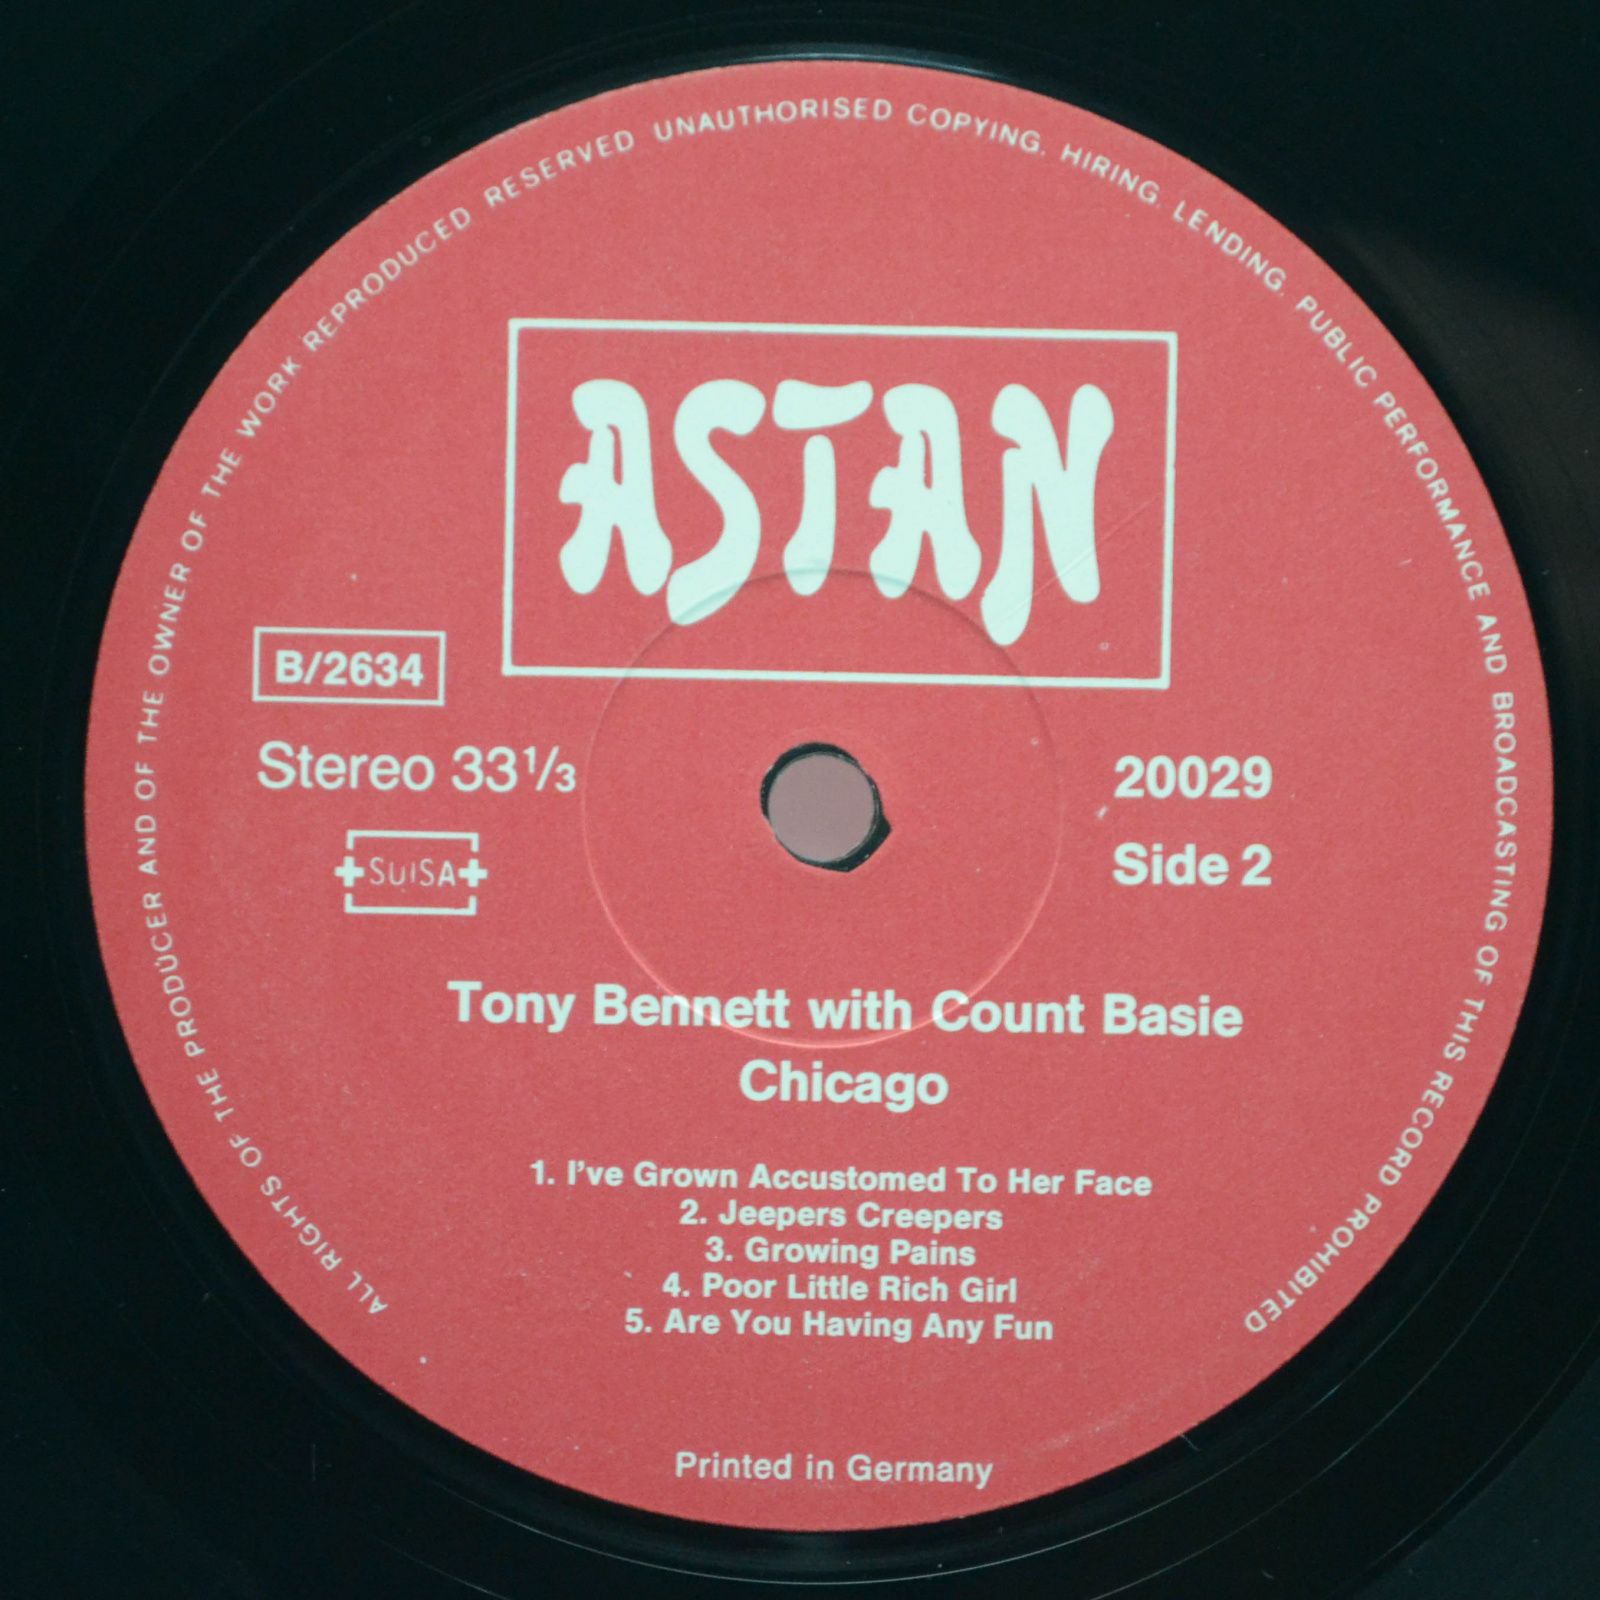 ALL RIGHTS OF THE PRODUCER AND OF THE OWNER OF THE WORK REPRODUCED RESERVED UNAUTHORISED COPYING. HIRING. LENDING. PUBLIC PERFORMANCE AND BROADCASTING OF THIS RECORD PROHIBITED
ASTAN
B/2634
Stereo 33⅓
20029
SUISA
Side 2
Tony Bennett with Count Basie
Chicago
1. I've Grown Accustomed To Her Face
2. Jeepers Creepers
3. Growing Pains
4. Poor Little Rich Girl
5. Are You Having Any Fun
Printed in Germany